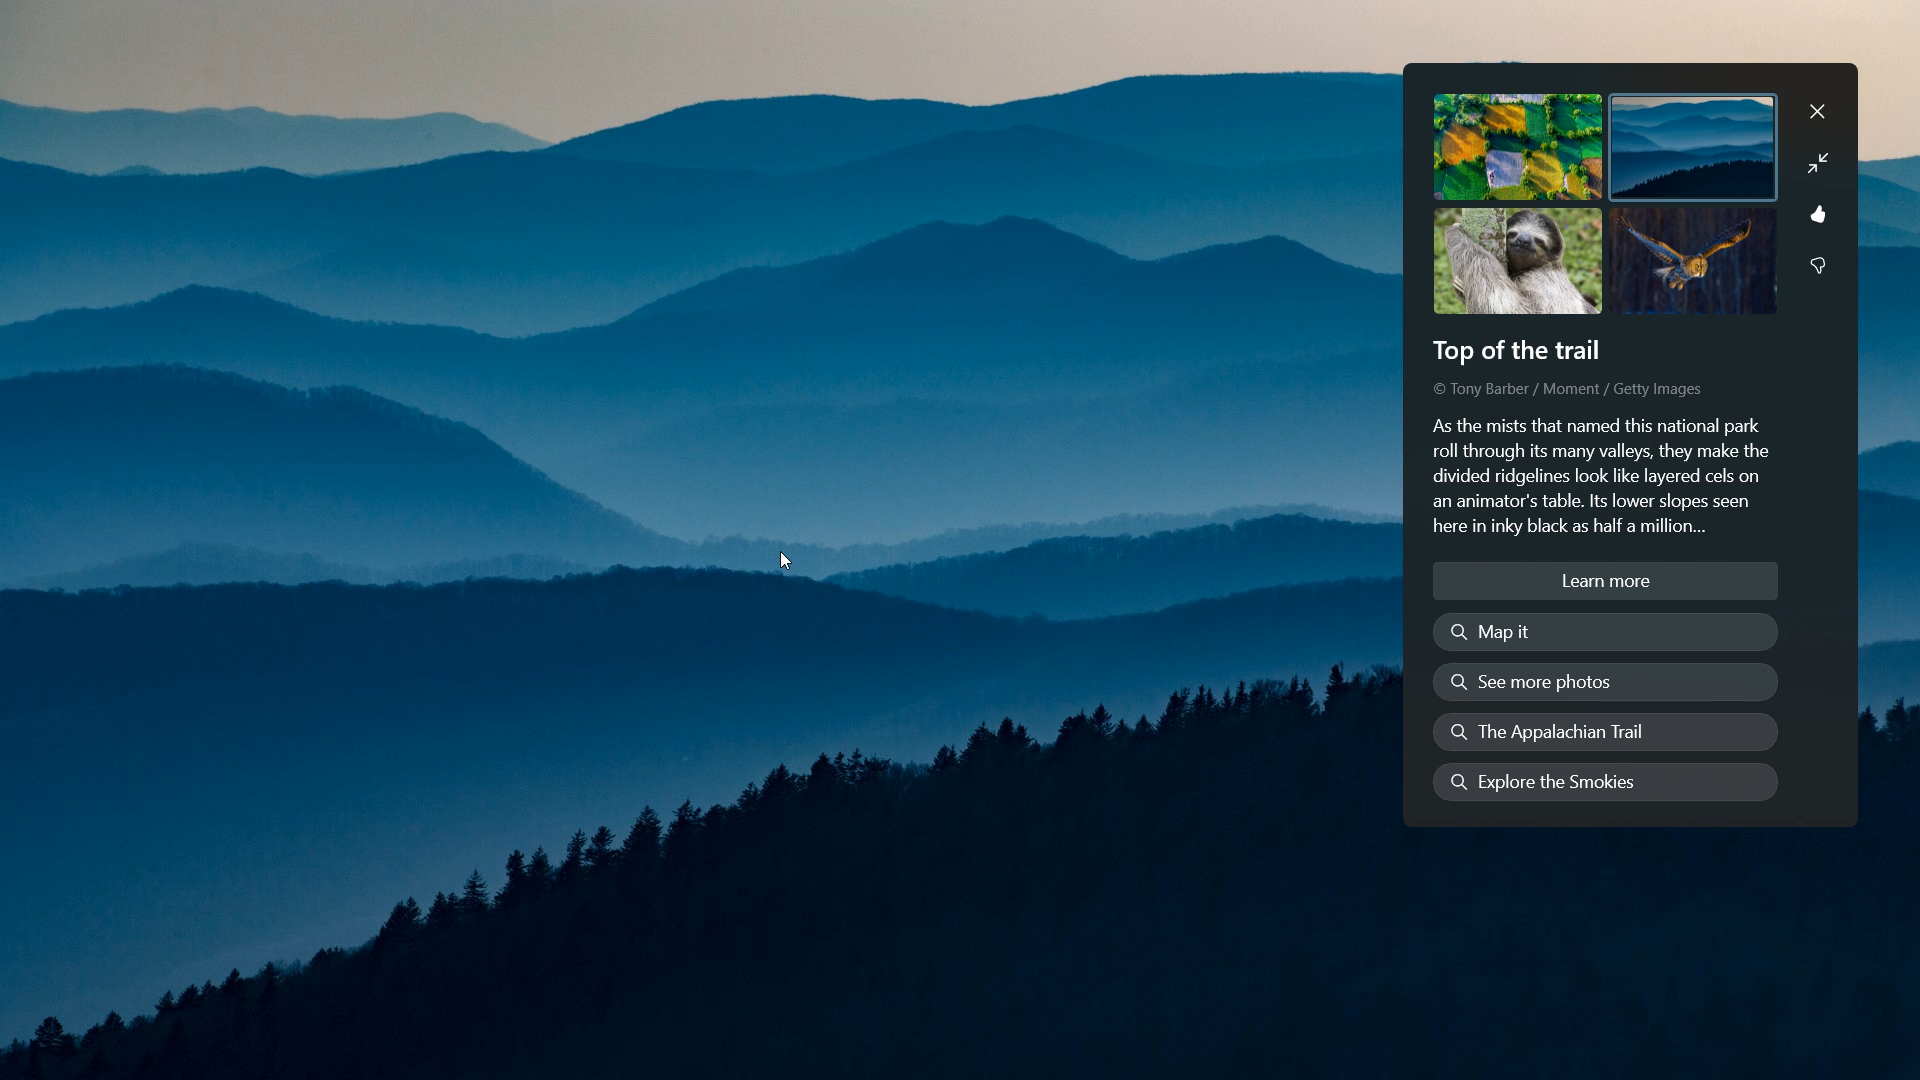 Top of the trail
© Tony Barber / Moment / Getty Images
As the mists that named this national park
roll through its many valleys, they make the
divided ridgelines look like layered cels on
an animator's table. Its lower slopes seen
here in inky black as half a million...
Learn more
Map it
See more photos
The Appalachian Trail
Explore the Smokies